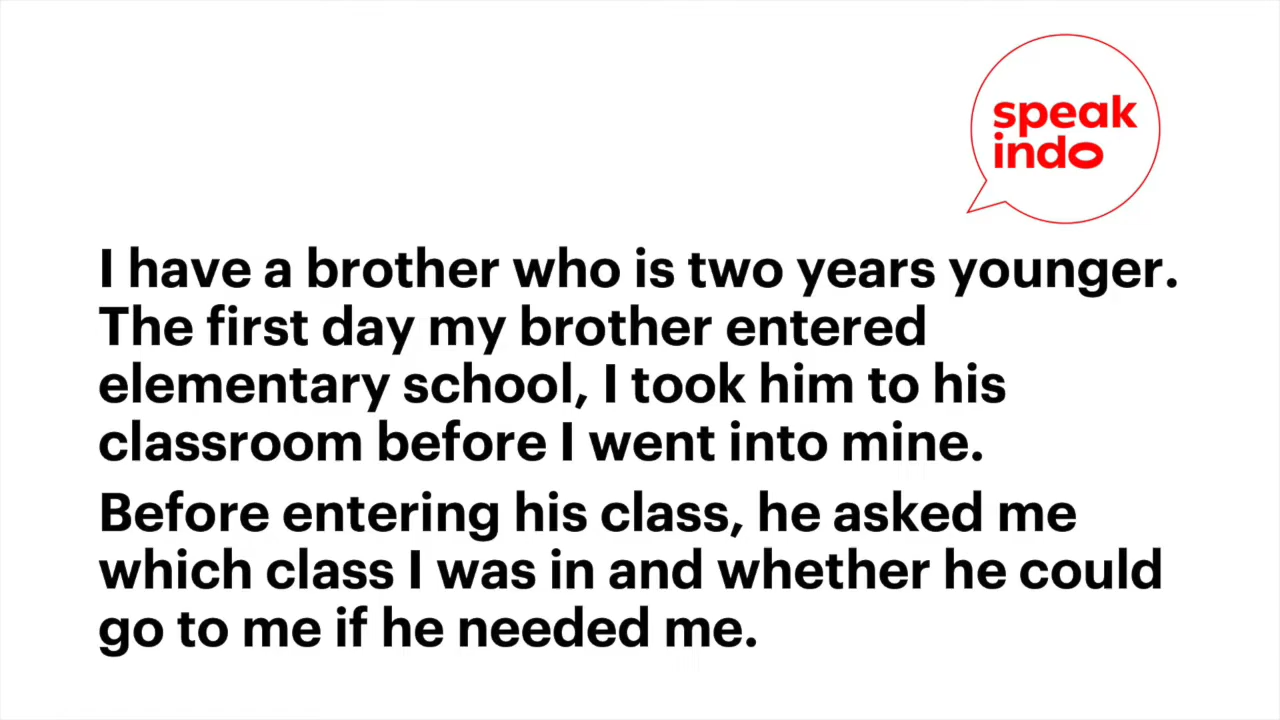 speak
indo
I have a brother who is two years younger.
The first day my brother entered
elementary school, I took him to his
classroom before I went into mine.
Before entering his class, he asked me
which class I was in and whether he could
go to me if he needed me.